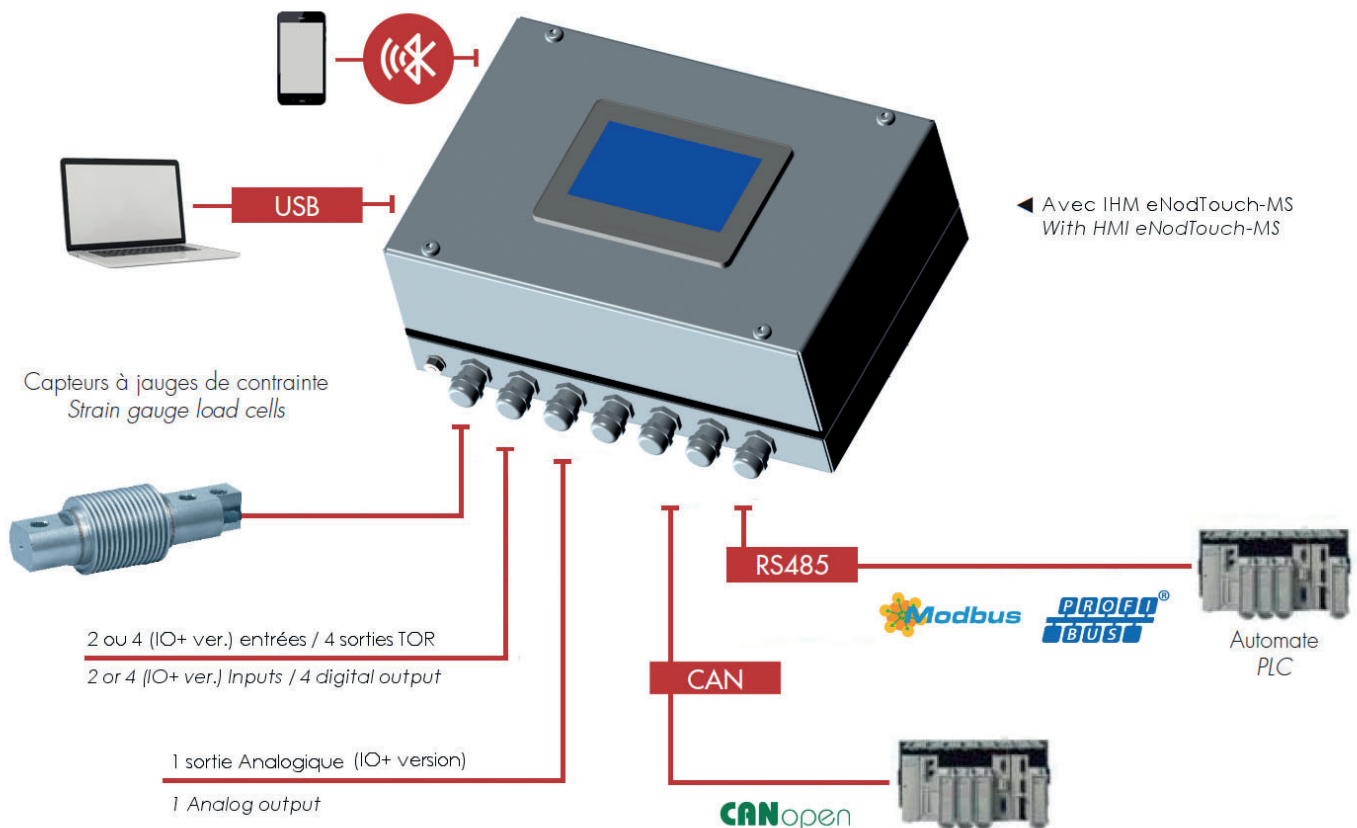 USB
◄ Avec IHM eNodTouch-MS
With HMI eNodTouch-MS
Capteurs à jauges de contrainte
Strain gauge load cells
RS485
Modbus
PROFI®
BUS
Automate
PLC
2 ou 4 (IO+ ver.) entrées / 4 sorties TOR
2 or 4 (IO+ ver.) Inputs / 4 digital output
CAN
1 sortie Analogique (IO+ version)
1 Analog output
CANopen